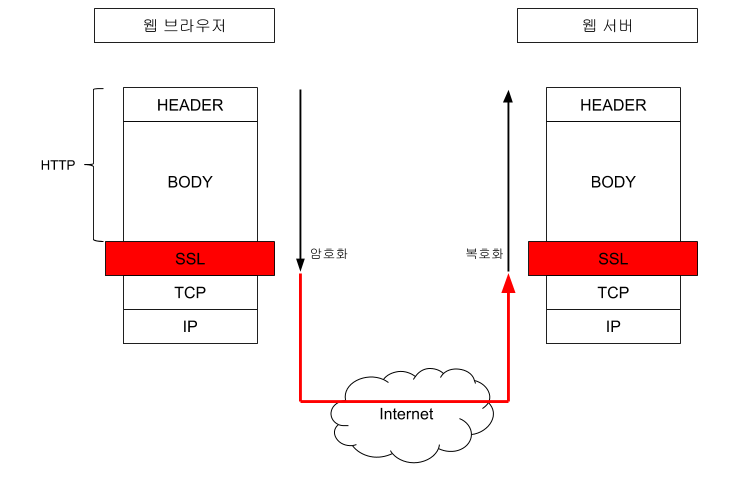 웹 브라우저
웹 서버
HEADER
HEADER
HTTP
BODY
BODY
암호화
복호화
SSL
SSL
TCP
TCP
IP
IP
Internet